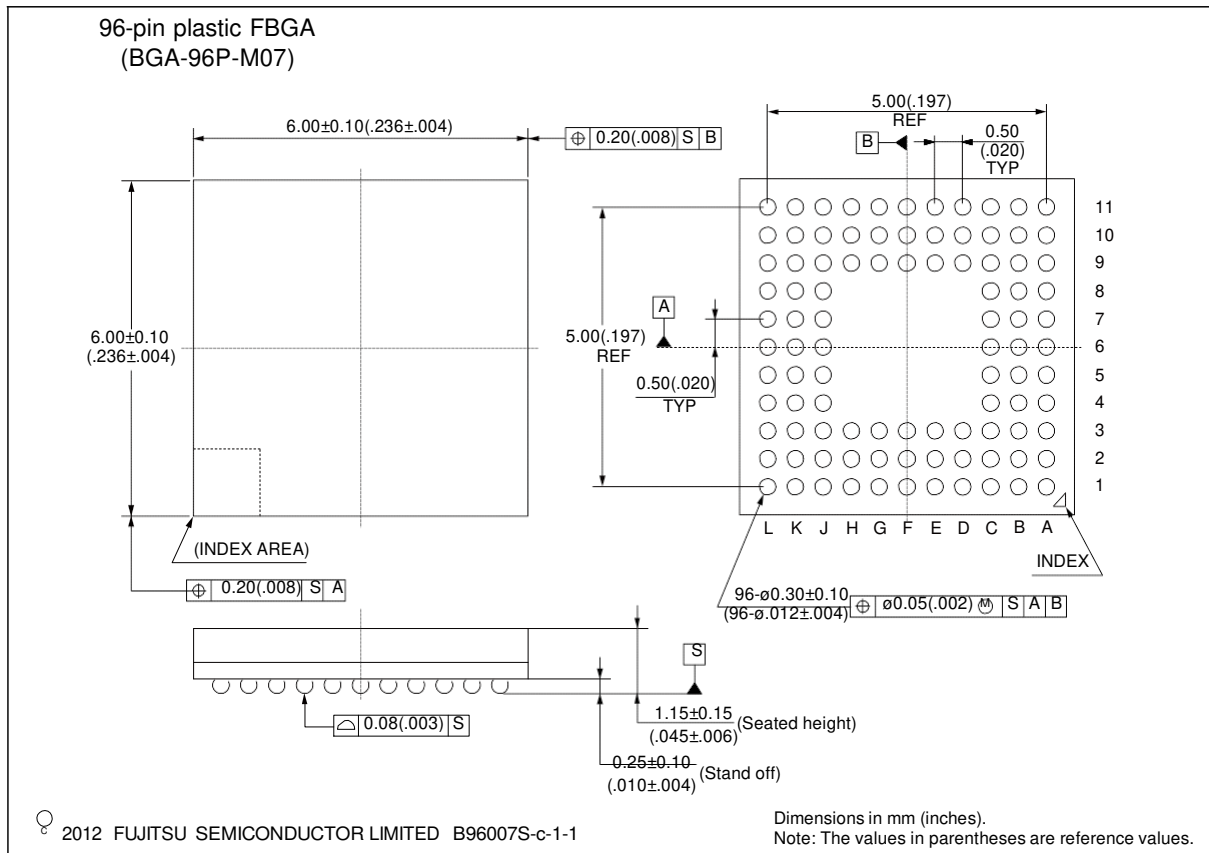 96-pin plastic FBGA
(BGA-96P-M07)
6.00±0.10(.236±.004)
⌖ 0.20(.008) S B
5.00(.197)
REF
B
0.50
(.020)
TYP
11
10
9
8
7
6
5
4
3
2
1
A
6.00±0.10
(.236±.004)
5.00(.197)
REF
0.50(.020)
TYP
L K J H G F E D C B A
(INDEX AREA)
INDEX
⌖ 0.20(.008) S A
96-ø0.30±0.10
(96-ø.012±.004)
⌖ ø0.05(.002) Ⓜ S A B
S
⌓ 0.08(.003) S
1.15±0.15
(.045±.006)
(Seated height)
0.25±0.10
(.010±.004)
(Stand off)
2012 FUJITSU SEMICONDUCTOR LIMITED B96007S-c-1-1
Dimensions in mm (inches).
Note: The values in parentheses are reference values.